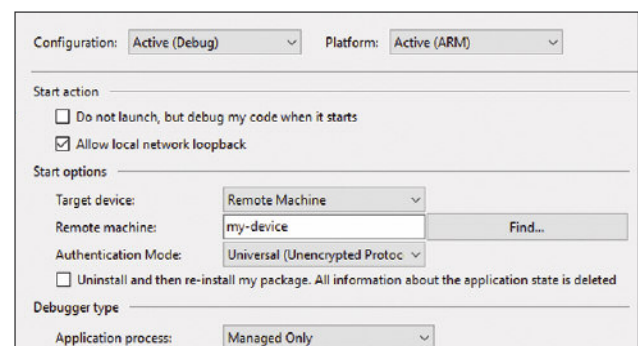 Configuration: Active (Debug) Platform: Active (ARM)
Start action
Do not launch, but debug my code when it starts
Allow local network loopback
Start options
Target device: Remote Machine
Remote machine: my-device Find...
Authentication Mode: Universal (Unencrypted Protoc
Uninstall and then re-install my package. All information about the application state is deleted
Debugger type
Application process: Managed Only